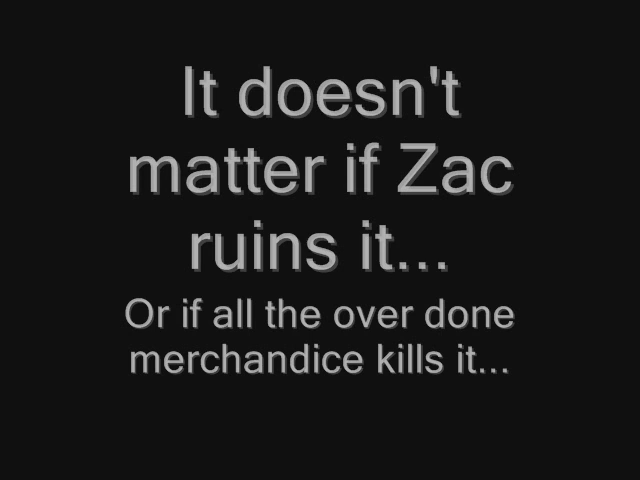 It doesn't
matter if Zac
ruins it...
Or if all the over done
merchandice kills it...